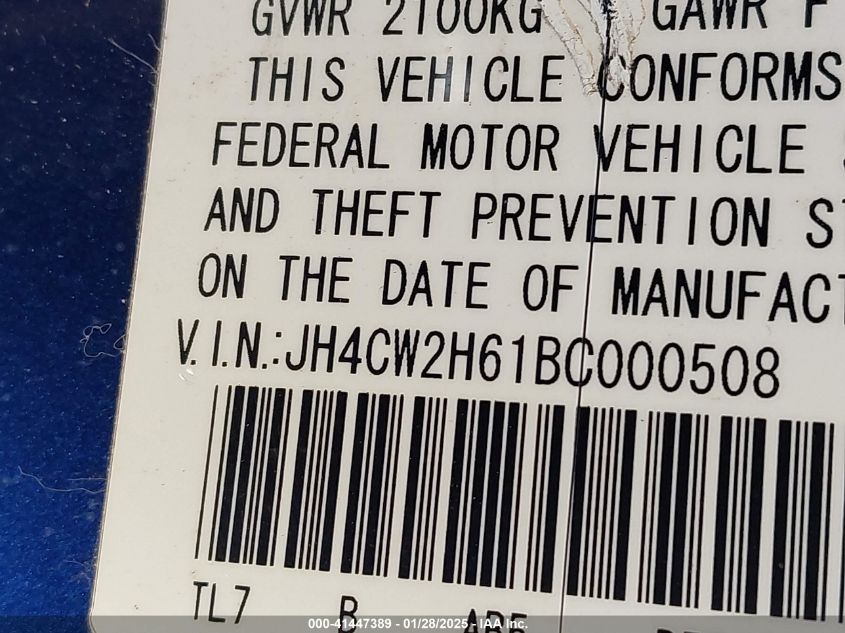 GVWR 2100KG GAWR F
THIS VEHICLE CONFORMS
FEDERAL MOTOR VEHICLE
AND THEFT PREVENTION ST
ON THE DATE OF MANUFACT
V.I.N.:JH4CW2H61BC000508
TL7 B
000-41447389 - 01/28/2025 - IAA Inc.